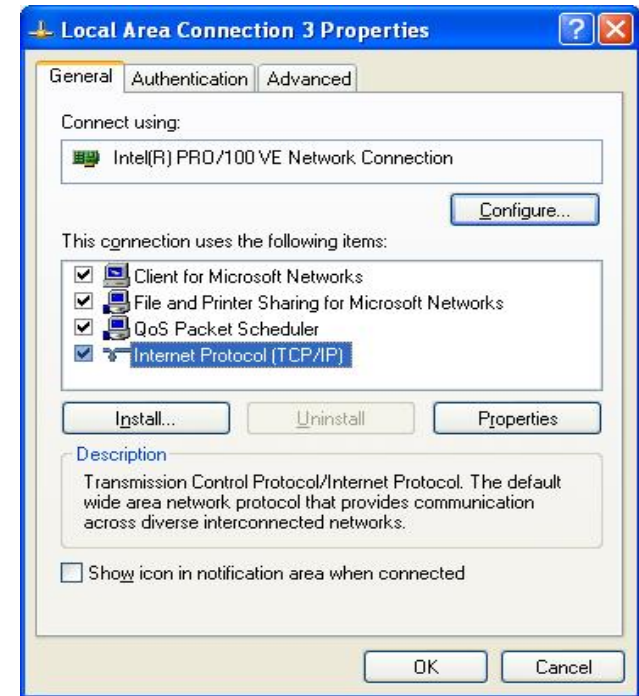 Local Area Connection 3 Properties
General Authentication Advanced
Connect using:
Intel(R) PRO/100 VE Network Connection
Configure...
This connection uses the following items:
Client for Microsoft Networks
File and Printer Sharing for Microsoft Networks
QoS Packet Scheduler
Internet Protocol (TCP/IP)
Install... Uninstall Properties
Description
Transmission Control Protocol/Internet Protocol. The default
wide area network protocol that provides communication
across diverse interconnected networks.
Show icon in notification area when connected
OK Cancel